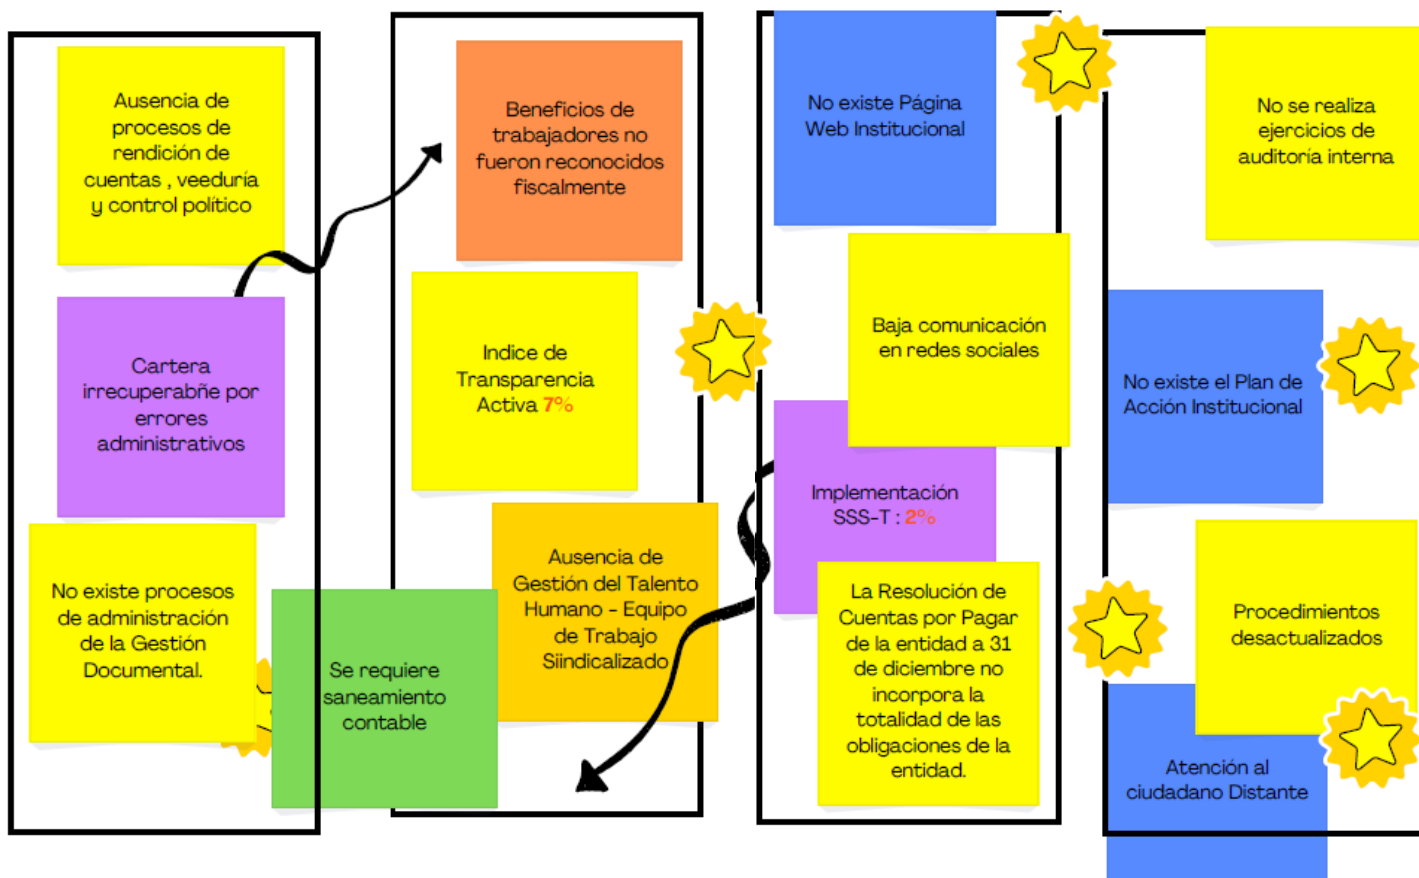 Ausencia de
procesos de
rendición de
cuentas , veeduría
y control político
Cartera
irrecuperabñe por
errores
administrativos
No existe procesos
de administración
de la Gestión
Documental.
Se requiere
saneamiento
contable
Beneficios de
trabajadores no
fueron reconocidos
fiscalmente
Indice de
Transparencia
Activa 7%
Ausencia de
Gestión del Talento
Humano - Equipo
de Trabajo
Siindicalizado
No existe Página
Web Institucional
Baja comunicación
en redes sociales
Implementación
SSS-T : 2%
La Resolución de
Cuentas por Pagar
de la entidad a 31
de diciembre no
incorpora la
totalidad de las
obligaciones de la
entidad.
No se realiza
ejercicios de
auditoría interna
No existe el Plan de
Acción Institucional
Procedimientos
desactualizados
Atención al
ciudadano Distante